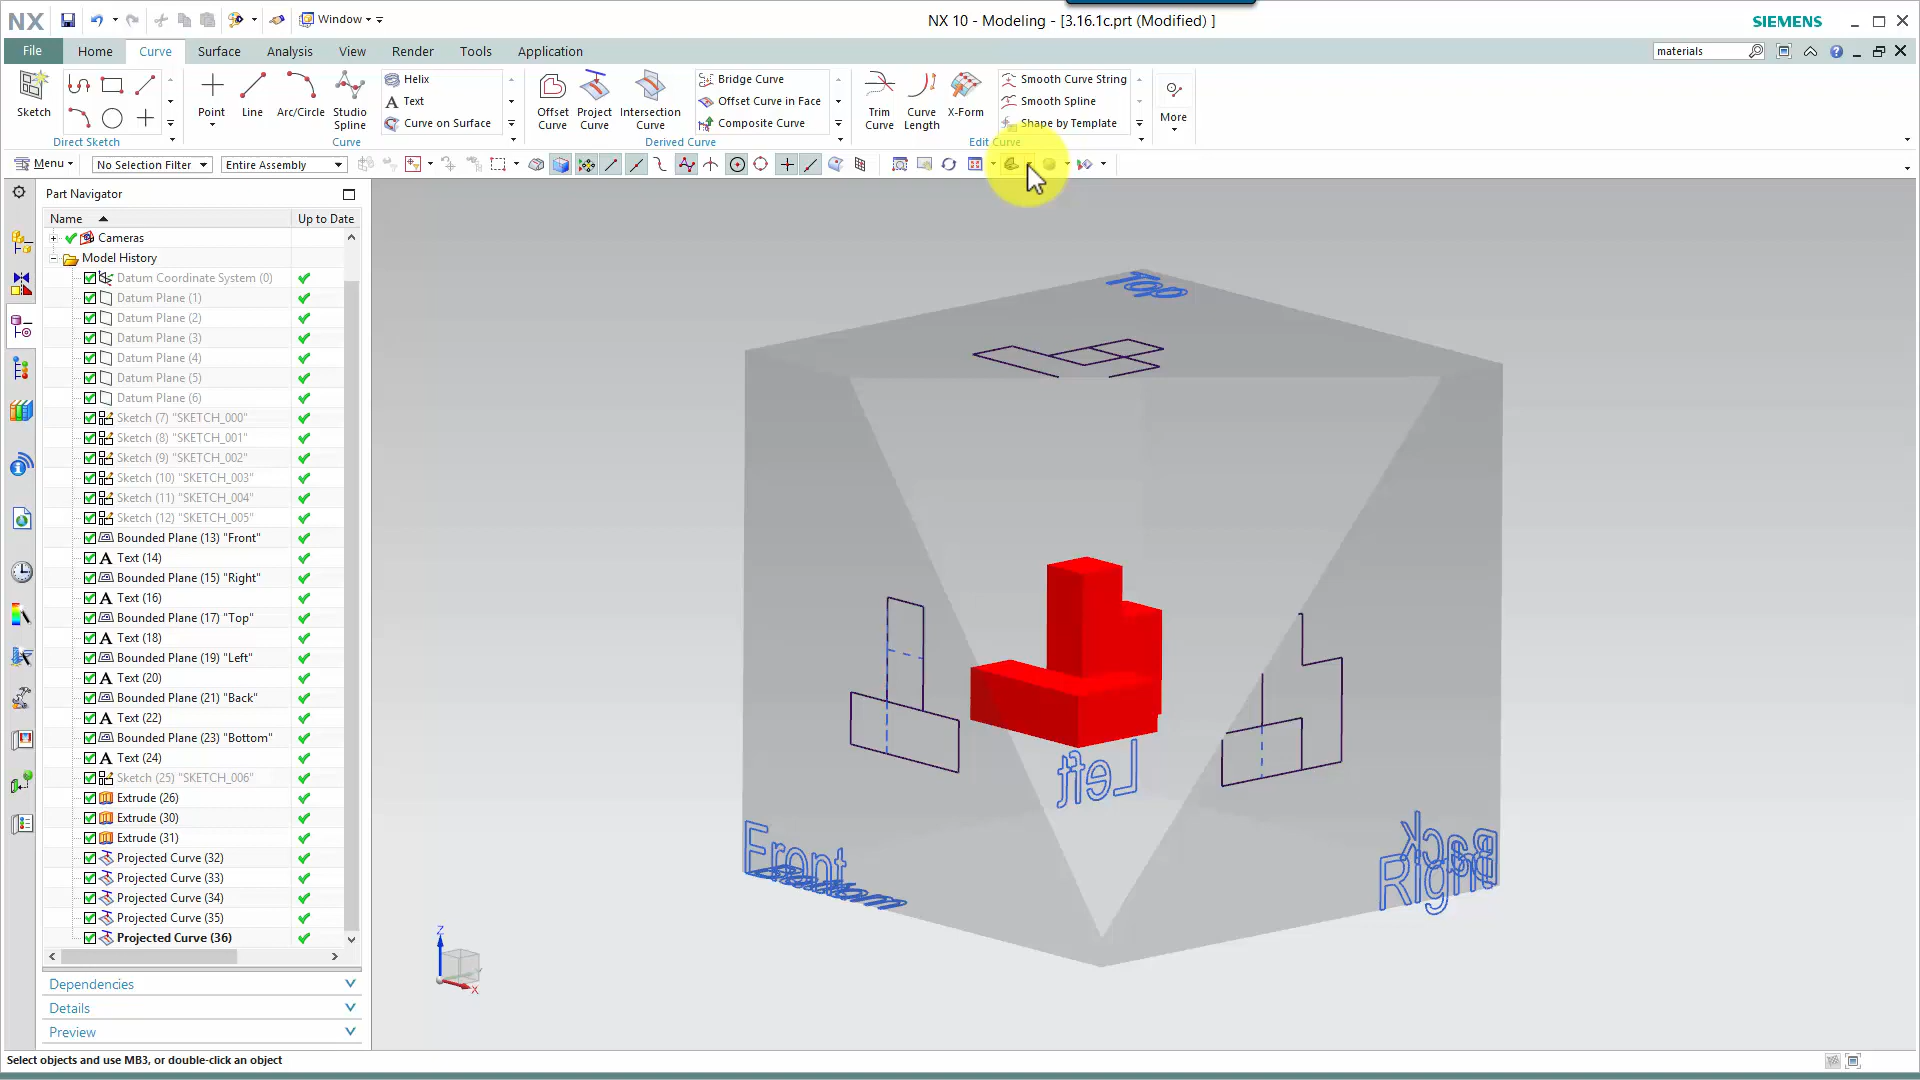 NX
Window
NX 10 - Modeling - [3.16.1c.prt (Modified) ]
SIEMENS
File
Home
Curve
Surface
Analysis
View
Render
Tools
Application
materials
Sketch
Direct Sketch
Point
Line
Arc/Circle
Studio
Spline
Helix
Text
Curve on Surface
Curve
Offset
Curve
Project
Curve
Intersection
Curve
Bridge Curve
Offset Curve in Face
Composite Curve
Derived Curve
Trim
Curve
Curve
Length
X-Form
Smooth Curve String
Smooth Spline
Shape by Template
Edit Curve
More
Menu
No Selection Filter
Entire Assembly
Part Navigator
Name
Up to Date
Cameras
Model History
Datum Coordinate System (0)
Datum Plane (1)
Datum Plane (2)
Datum Plane (3)
Datum Plane (4)
Datum Plane (5)
Datum Plane (6)
Sketch (7) "SKETCH_000"
Sketch (8) "SKETCH_001"
Sketch (9) "SKETCH_002"
Sketch (10) "SKETCH_003"
Sketch (11) "SKETCH_004"
Sketch (12) "SKETCH_005"
Bounded Plane (13) "Front"
Text (14)
Bounded Plane (15) "Right"
Text (16)
Bounded Plane (17) "Top"
Text (18)
Bounded Plane (19) "Left"
Text (20)
Bounded Plane (21) "Back"
Text (22)
Bounded Plane (23) "Bottom"
Text (24)
Sketch (25) "SKETCH_006"
Extrude (26)
Extrude (30)
Extrude (31)
Projected Curve (32)
Projected Curve (33)
Projected Curve (34)
Projected Curve (35)
Projected Curve (36)
Dependencies
Details
Preview
Top
Left
Front
Bottom
Back
Right
Z
X
Select objects and use MB3, or double-click an object